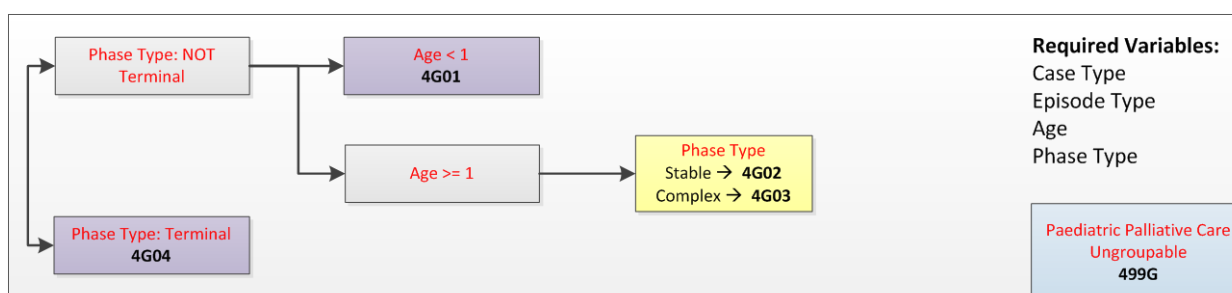 Phase Type: NOT
Terminal
Age < 1
4G01
Age >= 1
Phase Type
Stable → 4G02
Complex → 4G03
Phase Type: Terminal
4G04
Required Variables:
Case Type
Episode Type
Age
Phase Type
Paediatric Palliative Care
Ungroupable
499G